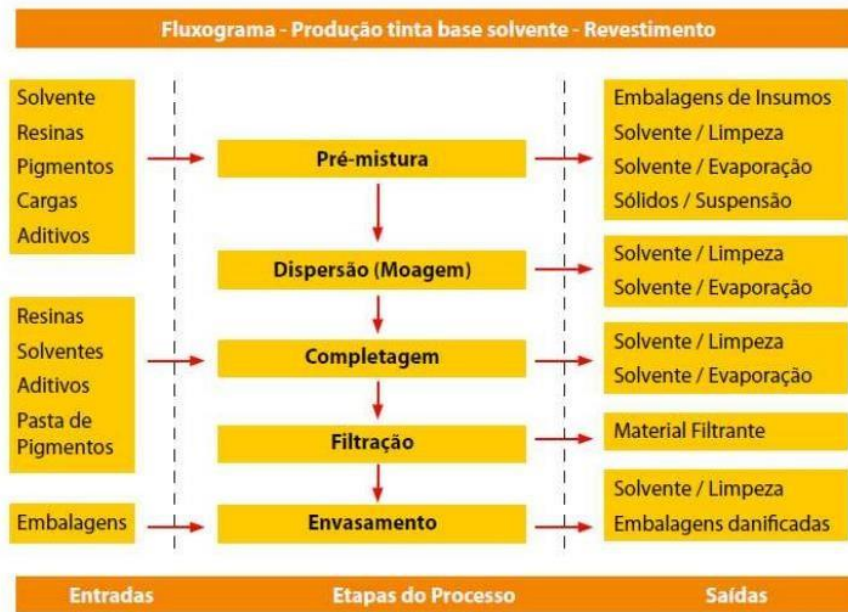 Fluxograma - Produção tinta base solvente - Revestimento
Solvente
Resinas
Pigmentos
Cargas
Aditivos
Pré-mistura
Embalagens de Insumos
Solvente / Limpeza
Solvente / Evaporação
Sólidos / Suspensão
Dispersão (Moagem)
Solvente / Limpeza
Solvente / Evaporação
Resinas
Solventes
Aditivos
Pasta de
Pigmentos
Completagem
Solvente / Limpeza
Solvente / Evaporação
Filtração
Material Filtrante
Embalagens
Envasamento
Solvente / Limpeza
Embalagens danificadas
Entradas
Etapas do Processo
Saídas